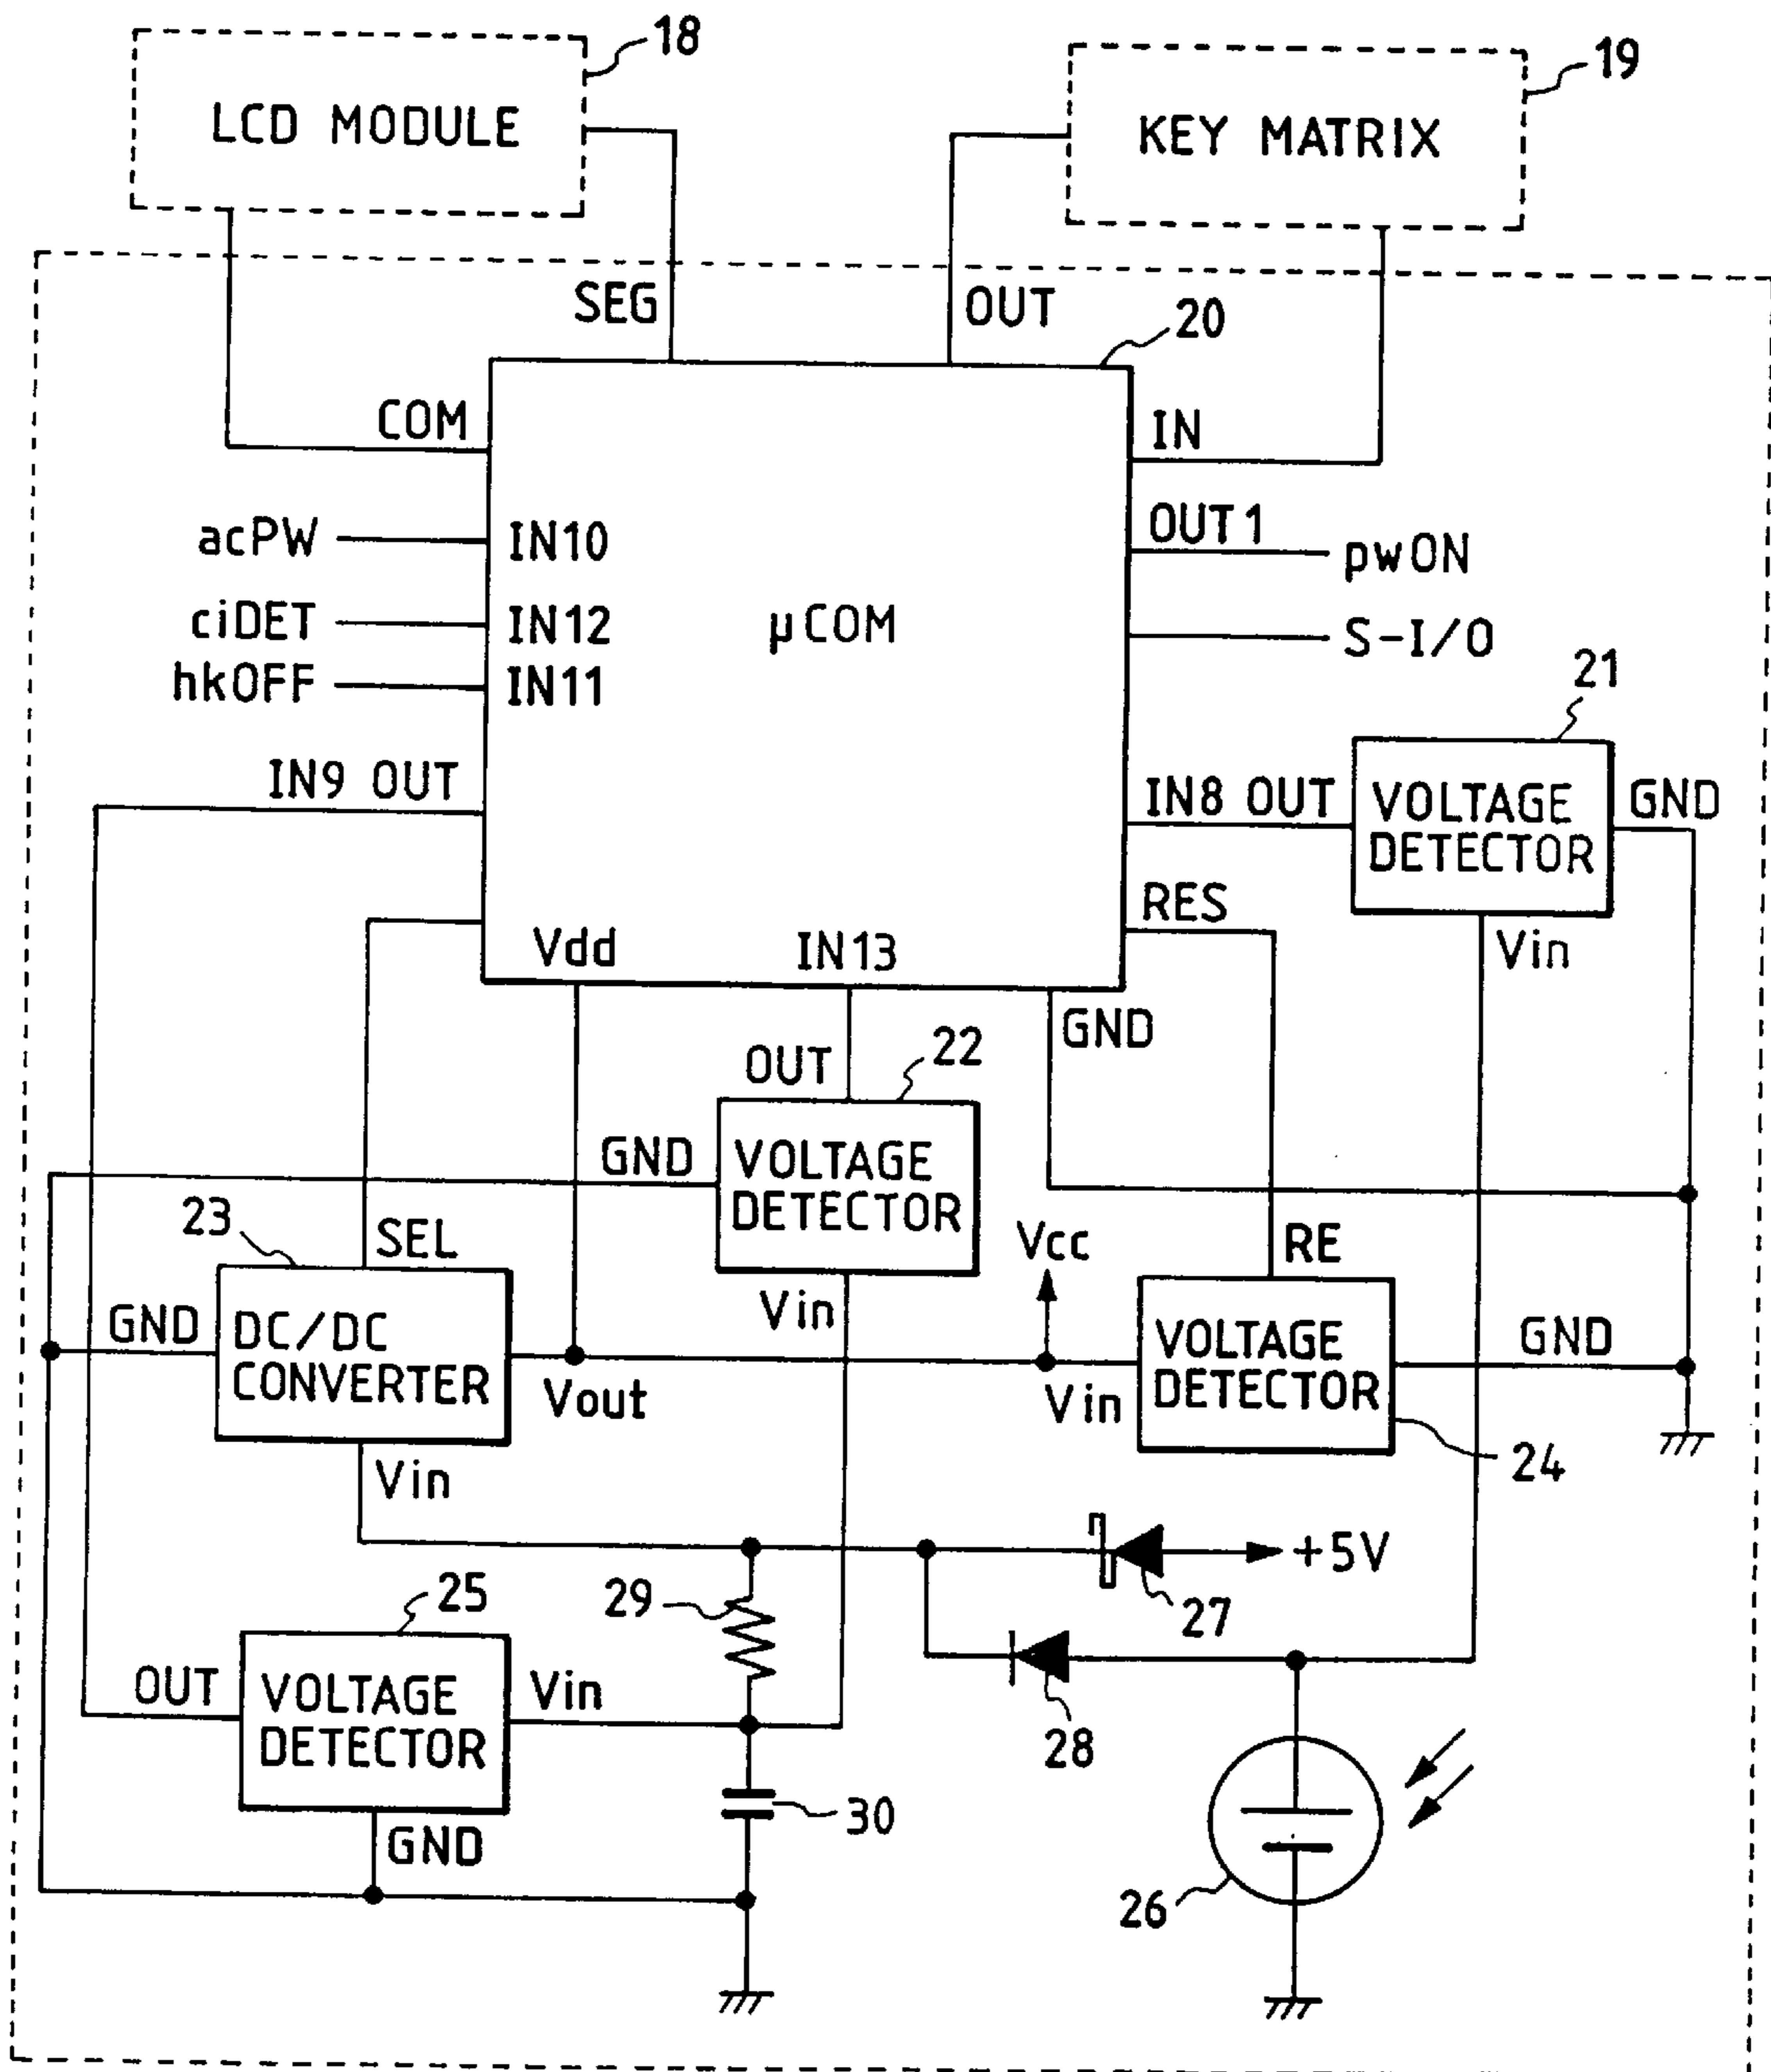 18
19
LCD MODULE
KEY MATRIX
SEG
OUT
20
COM
IN
acPW
IN10
OUT1
pwON
ciDET
IN12
µCOM
S-I/O
hkOFF
IN11
21
IN9 OUT
IN8 OUT
VOLTAGE
DETECTOR
GND
RES
Vdd
IN13
Vin
GND
OUT
22
GND
VOLTAGE
DETECTOR
23
SEL
Vcc
RE
Vin
GND
DC/DC
CONVERTER
Vout
Vin
VOLTAGE
DETECTOR
GND
24
Vin
+5V
25
29
27
OUT
VOLTAGE
DETECTOR
Vin
28
GND
30
26